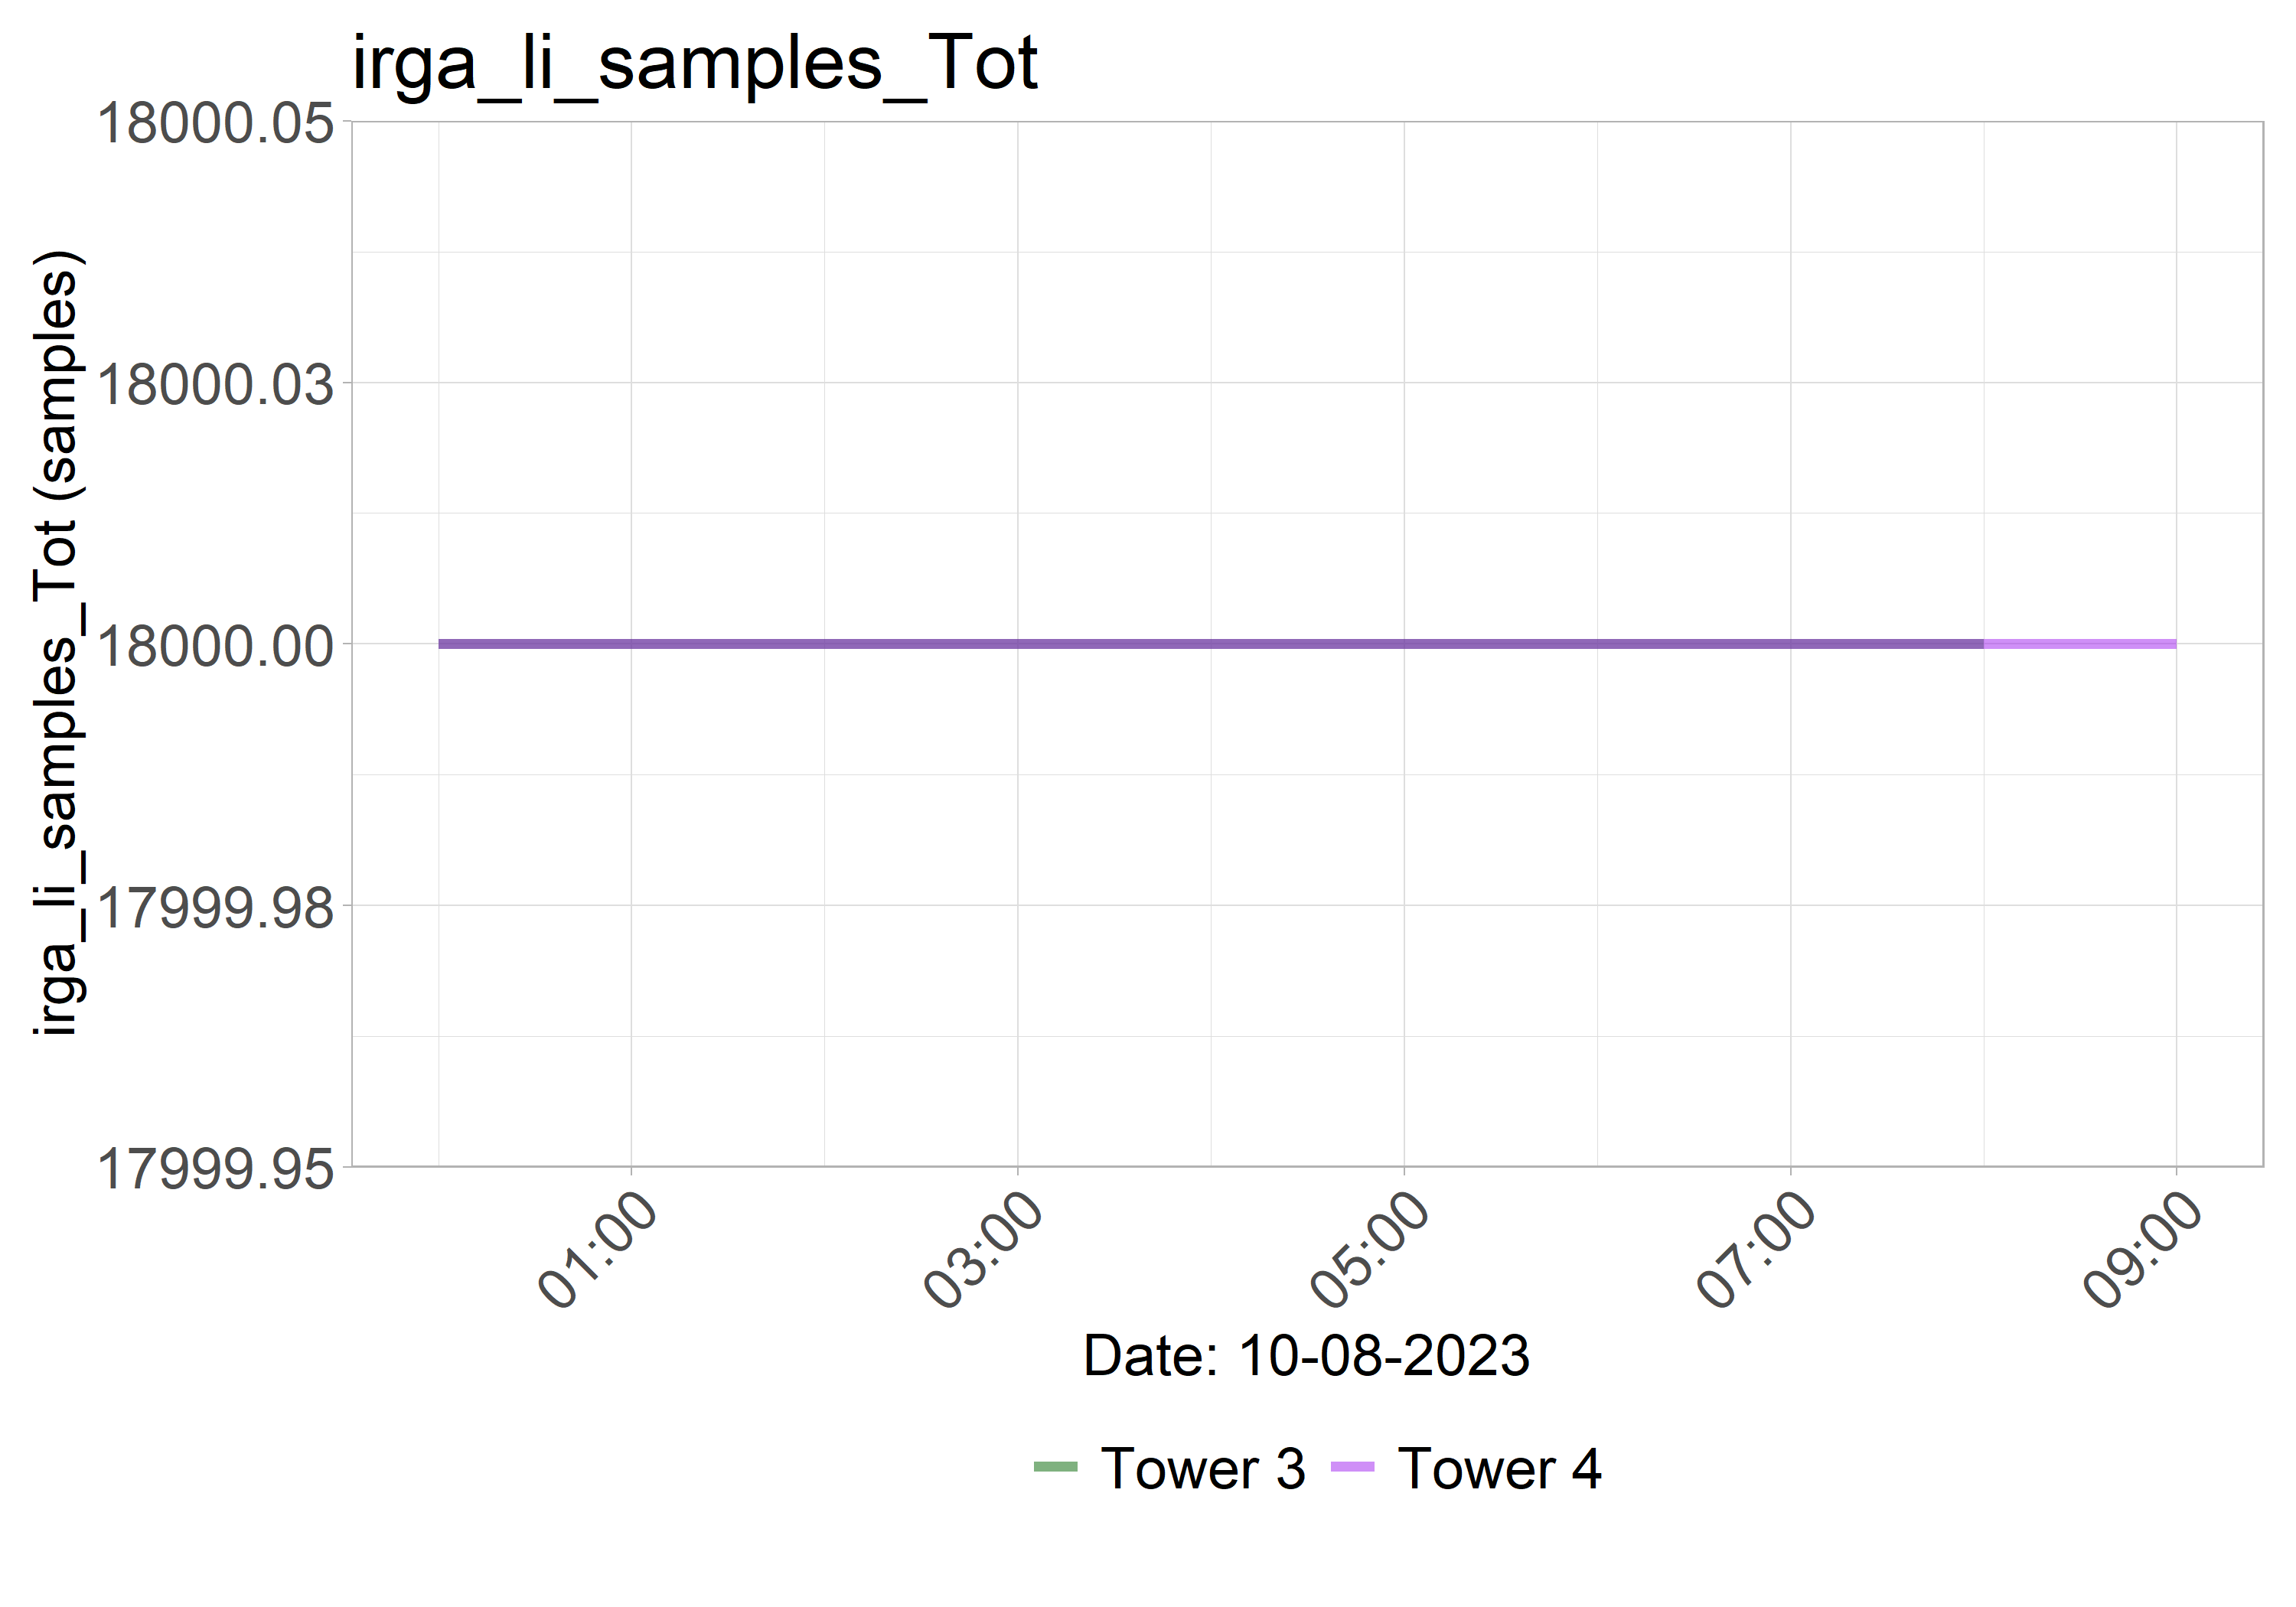 irga_li_samples_Tot
irga_li_samples_Tot (samples)
18000.05
18000.03
18000.00
17999.98
17999.95
01:00
03:00
05:00
07:00
09:00
Date: 10-08-2023
Tower 3
Tower 4